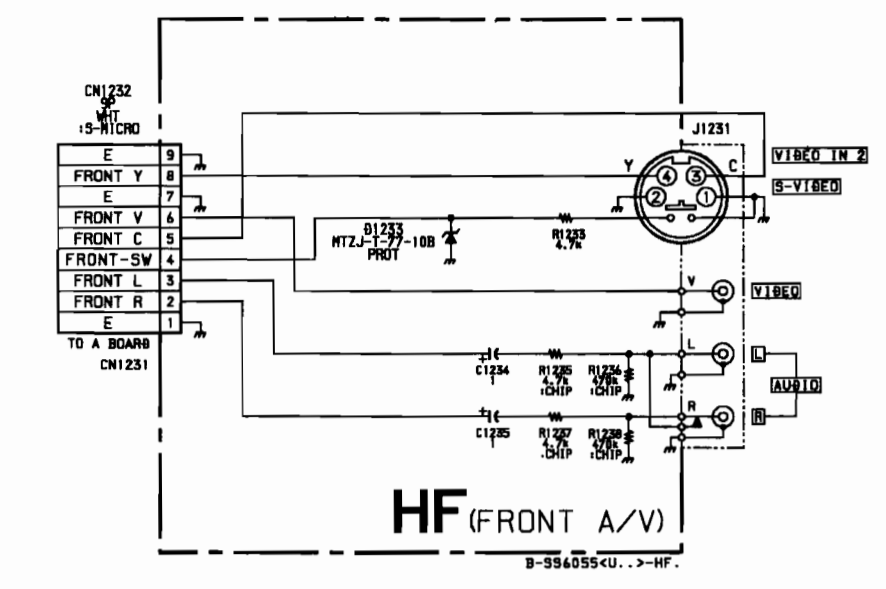 CN1232
9P
WHT
:S-MICRO
E 9
FRONT Y 8
E 7
FRONT V 6
FRONT C 5
FRONT-SW 4
FRONT L 3
FRONT R 2
E 1
TO A BOARD
CN1231
D1233
MTZJ-T-77-10B
PROT
R1233
4.7k
J1231
Y
C
4
3
2
1
VIDEO IN 2
S-VIDEO
V
VIDEO
C1234
1
R1235
4.7k
:CHIP
R1236
470k
:CHIP
L
L
AUDIO
C1235
1
R1237
4.7k
.CHIP
R1238
470k
:CHIP
R
R
HF (FRONT A/V)
B-996055<U..>-HF.